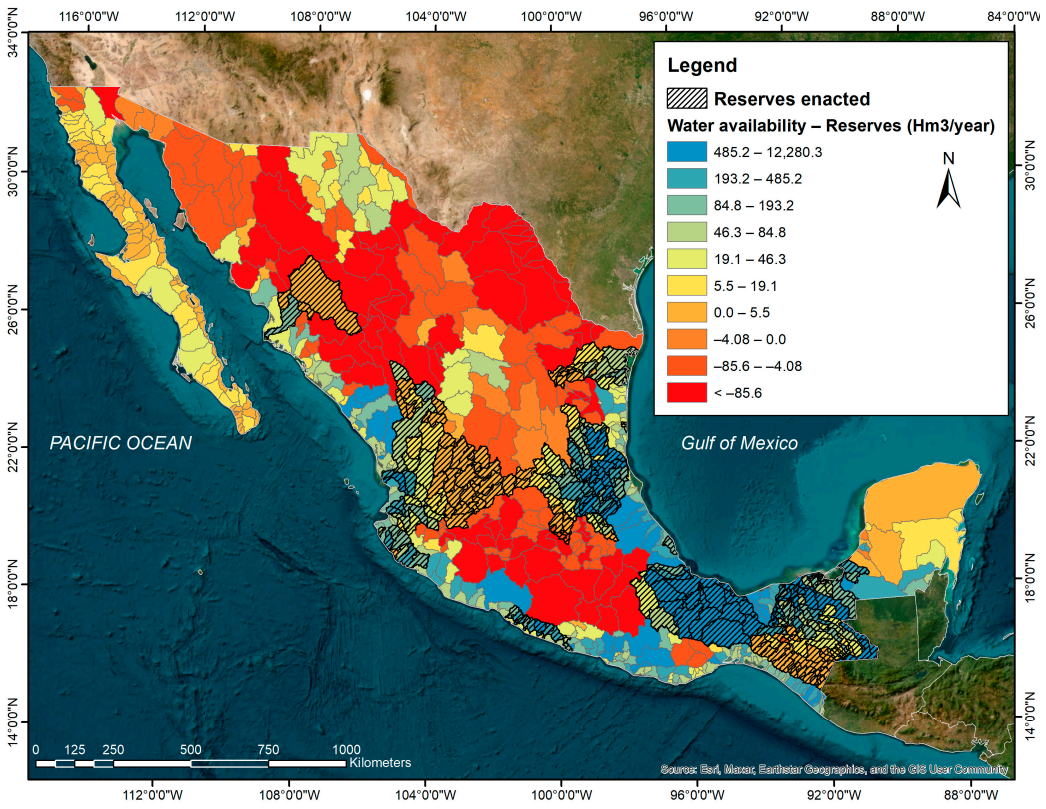 116°0'0"W 112°0'0"W 108°0'0"W 104°0'0"W 100°0'0"W 96°0'0"W 92°0'0"W 88°0'0"W 84°0'0"W
34°0'0"N
30°0'0"N
26°0'0"N
22°0'0"N
18°0'0"N
14°0'0"N
Legend
Reserves enacted
Water availability – Reserves (Hm3/year)
485.2 – 12,280.3
193.2 – 485.2
84.8 – 193.2
46.3 – 84.8
19.1 – 46.3
5.5 – 19.1
0.0 – 5.5
–4.08 – 0.0
–85.6 – –4.08
< –85.6
N
PACIFIC OCEAN
Gulf of Mexico
30°0'0"N
26°0'0"N
22°0'0"N
18°0'0"N
14°0'0"N
0 125 250 500 750 1000
Kilometers
Source: Esri, Maxar, Earthstar Geographics, and the GIS User Community
112°0'0"W 108°0'0"W 104°0'0"W 100°0'0"W 96°0'0"W 92°0'0"W 88°0'0"W